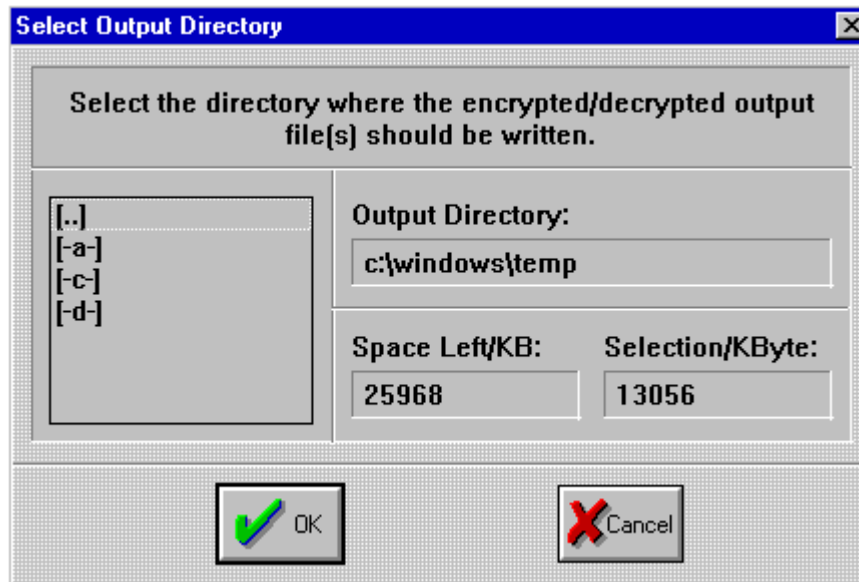 Select Output Directory
Select the directory where the encrypted/decrypted output
file(s) should be written.
[..]
[-a-]
[-c-]
[-d-]
Output Directory:
c:\windows\temp
Space Left/KB:
Selection/KByte:
25968
13056
OK
Cancel